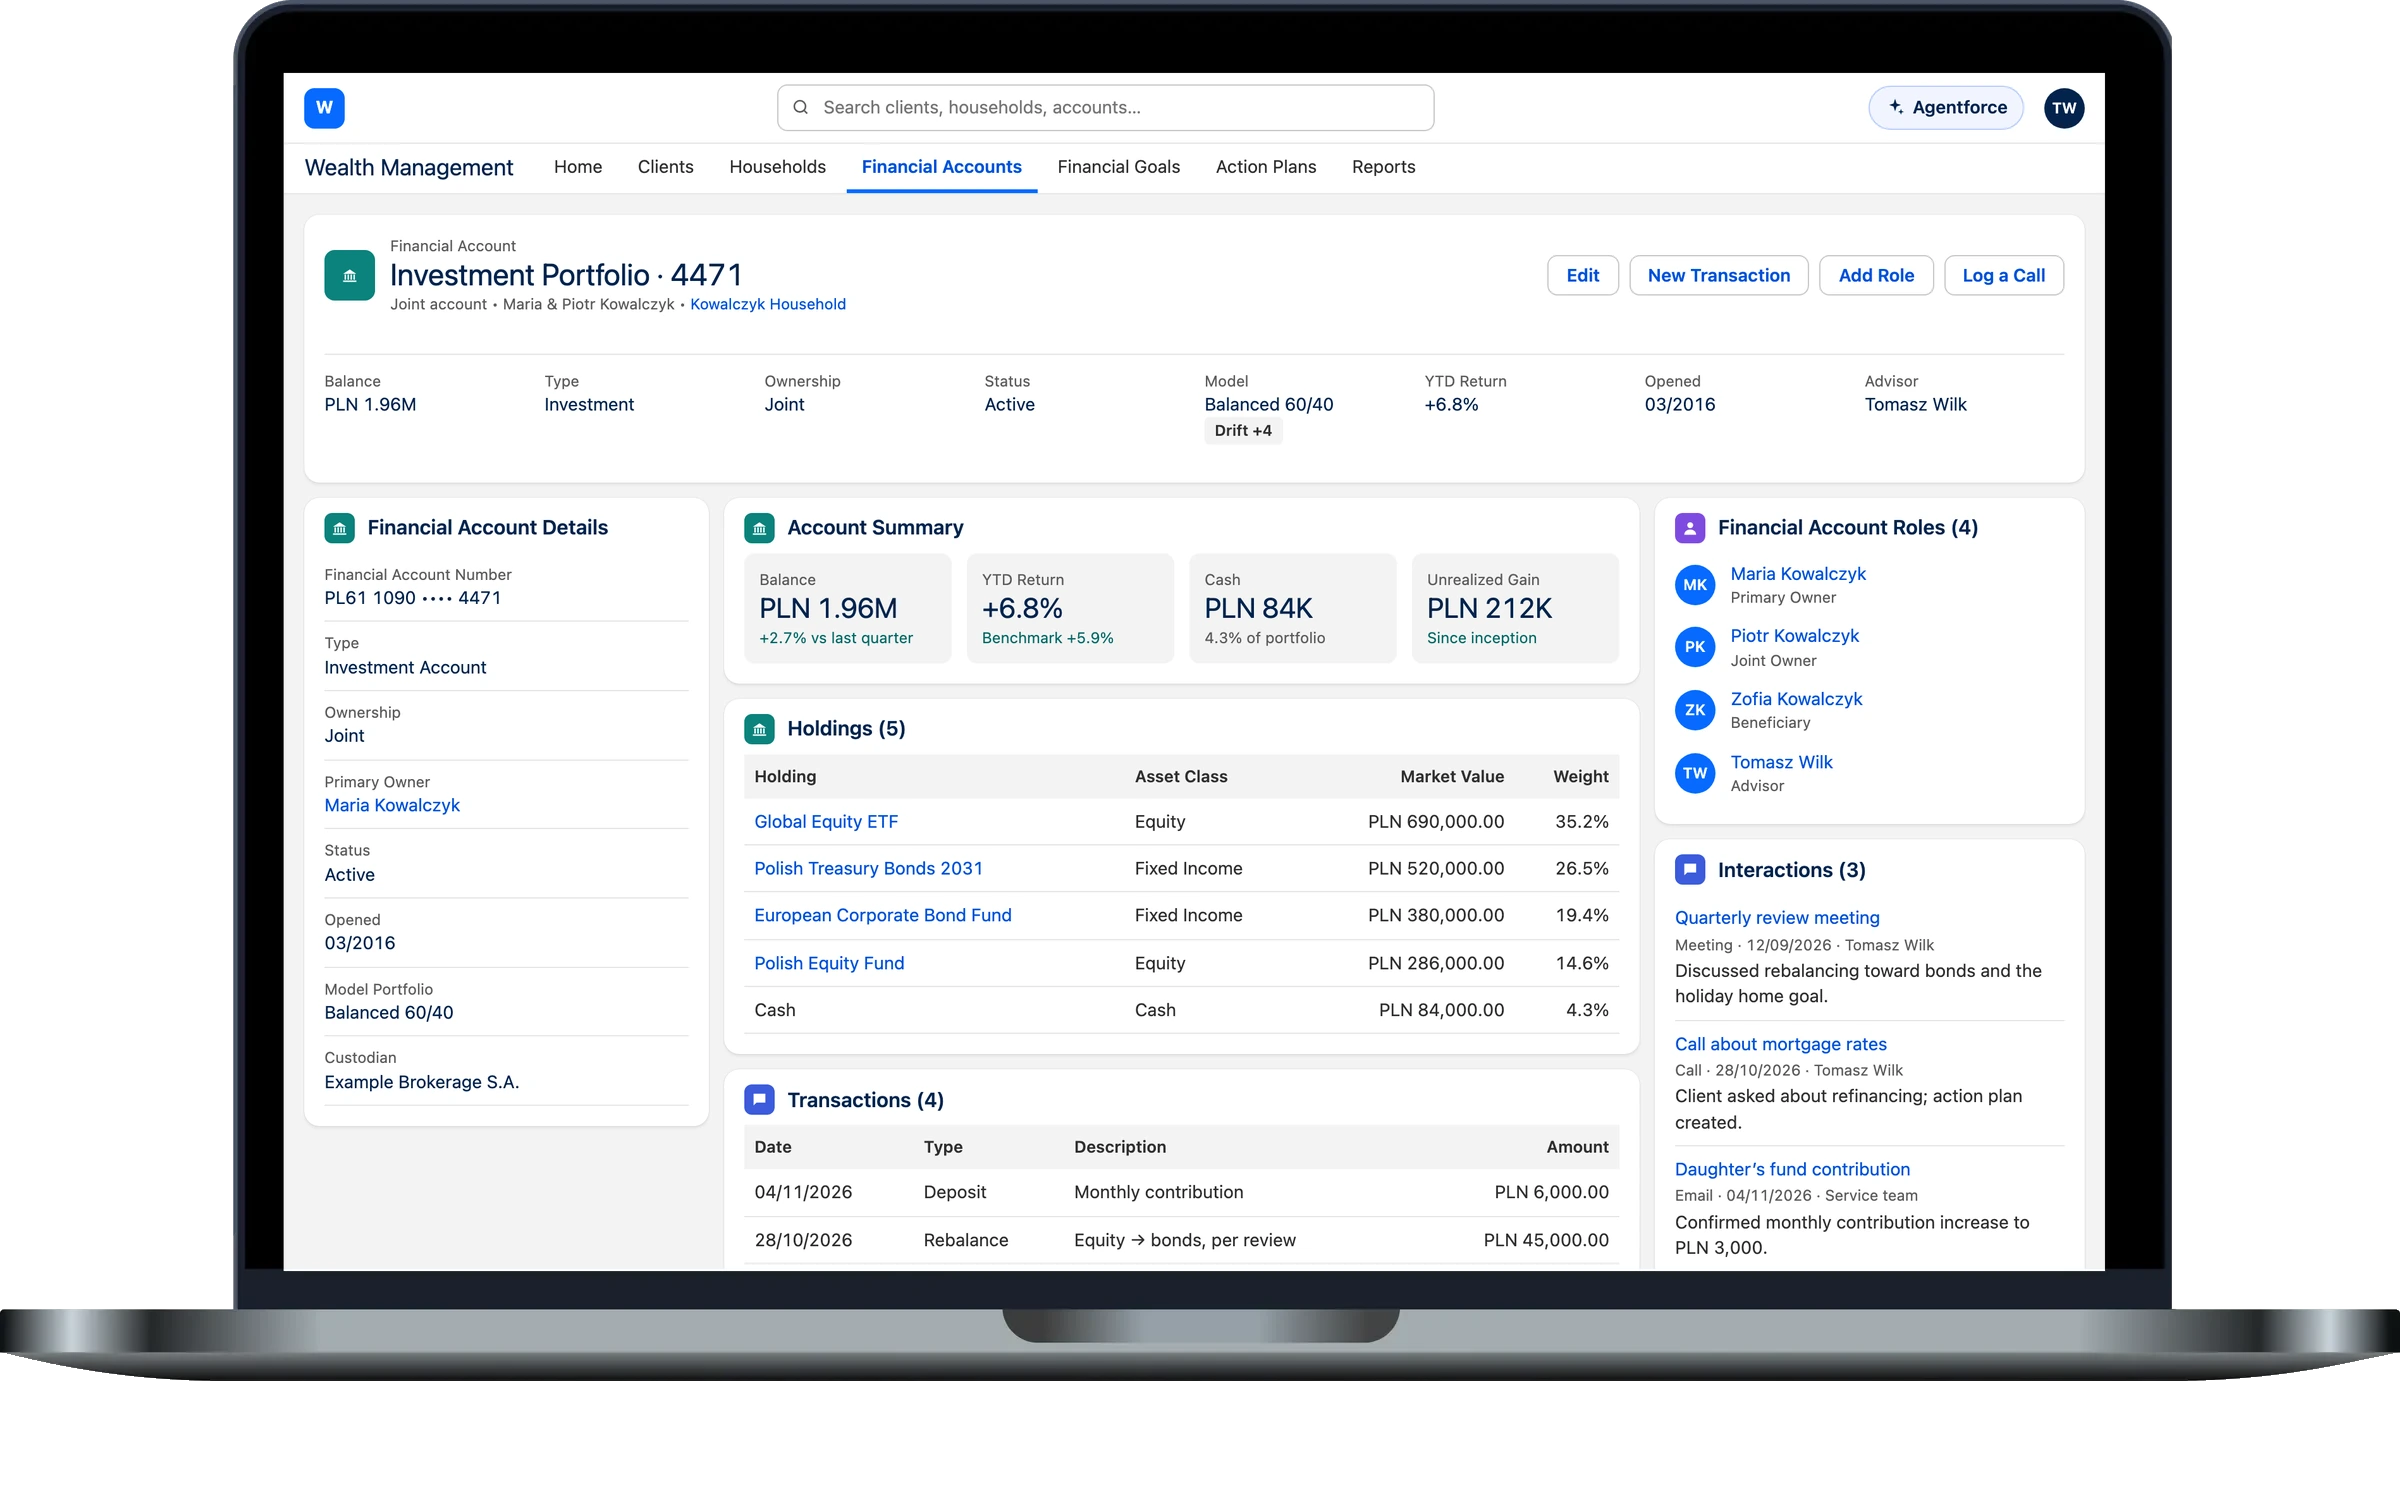 W
Search clients, households, accounts...
Agentforce
TW
Wealth Management
Home
Clients
Households
Financial Accounts
Financial Goals
Action Plans
Reports
Financial Account
Investment Portfolio · 4471
Joint account • Maria & Piotr Kowalczyk • Kowalczyk Household
Edit
New Transaction
Add Role
Log a Call
Balance
PLN 1.96M
Type
Investment
Ownership
Joint
Status
Active
Model
Balanced 60/40
Drift +4
YTD Return
+6.8%
Opened
03/2016
Advisor
Tomasz Wilk
Financial Account Details
Financial Account Number
PL61 1090 •••• 4471
Type
Investment Account
Ownership
Joint
Primary Owner
Maria Kowalczyk
Status
Active
Opened
03/2016
Model Portfolio
Balanced 60/40
Custodian
Example Brokerage S.A.
Account Summary
Balance
PLN 1.96M
+2.7% vs last quarter
YTD Return
+6.8%
Benchmark +5.9%
Cash
PLN 84K
4.3% of portfolio
Unrealized Gain
PLN 212K
Since inception
Holdings (5)
Holding Asset Class Market Value Weight
Global Equity ETF Equity PLN 690,000.00 35.2%
Polish Treasury Bonds 2031 Fixed Income PLN 520,000.00 26.5%
European Corporate Bond Fund Fixed Income PLN 380,000.00 19.4%
Polish Equity Fund Equity PLN 286,000.00 14.6%
Cash Cash PLN 84,000.00 4.3%
Transactions (4)
Date Type Description Amount
04/11/2026 Deposit Monthly contribution PLN 6,000.00
28/10/2026 Rebalance Equity → bonds, per review PLN 45,000.00
Financial Account Roles (4)
MK
Maria Kowalczyk
Primary Owner
PK
Piotr Kowalczyk
Joint Owner
ZK
Zofia Kowalczyk
Beneficiary
TW
Tomasz Wilk
Advisor
Interactions (3)
Quarterly review meeting
Meeting · 12/09/2026 · Tomasz Wilk
Discussed rebalancing toward bonds and the
holiday home goal.
Call about mortgage rates
Call · 28/10/2026 · Tomasz Wilk
Client asked about refinancing; action plan
created.
Daughter’s fund contribution
Email · 04/11/2026 · Service team
Confirmed monthly contribution increase to
PLN 3,000.